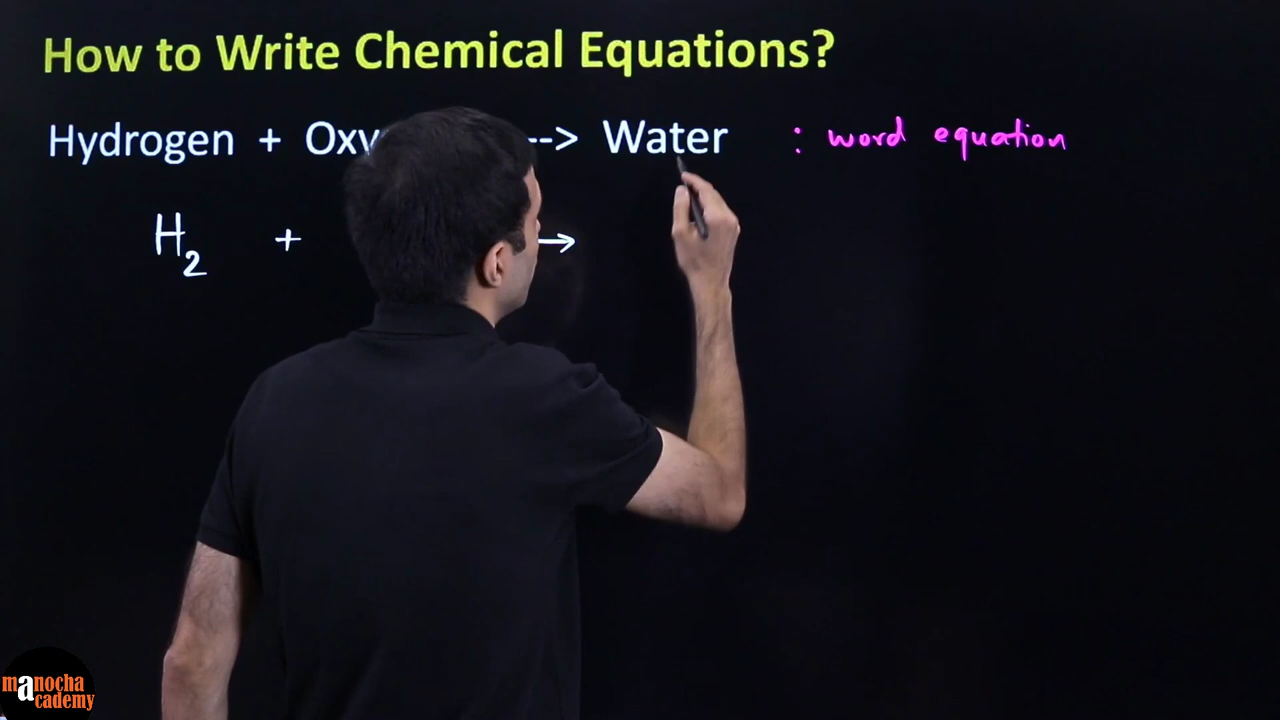 How to Write Chemical Equations?
Hydrogen + Oxy --> Water : word equation
H₂ + →
manocha
academy